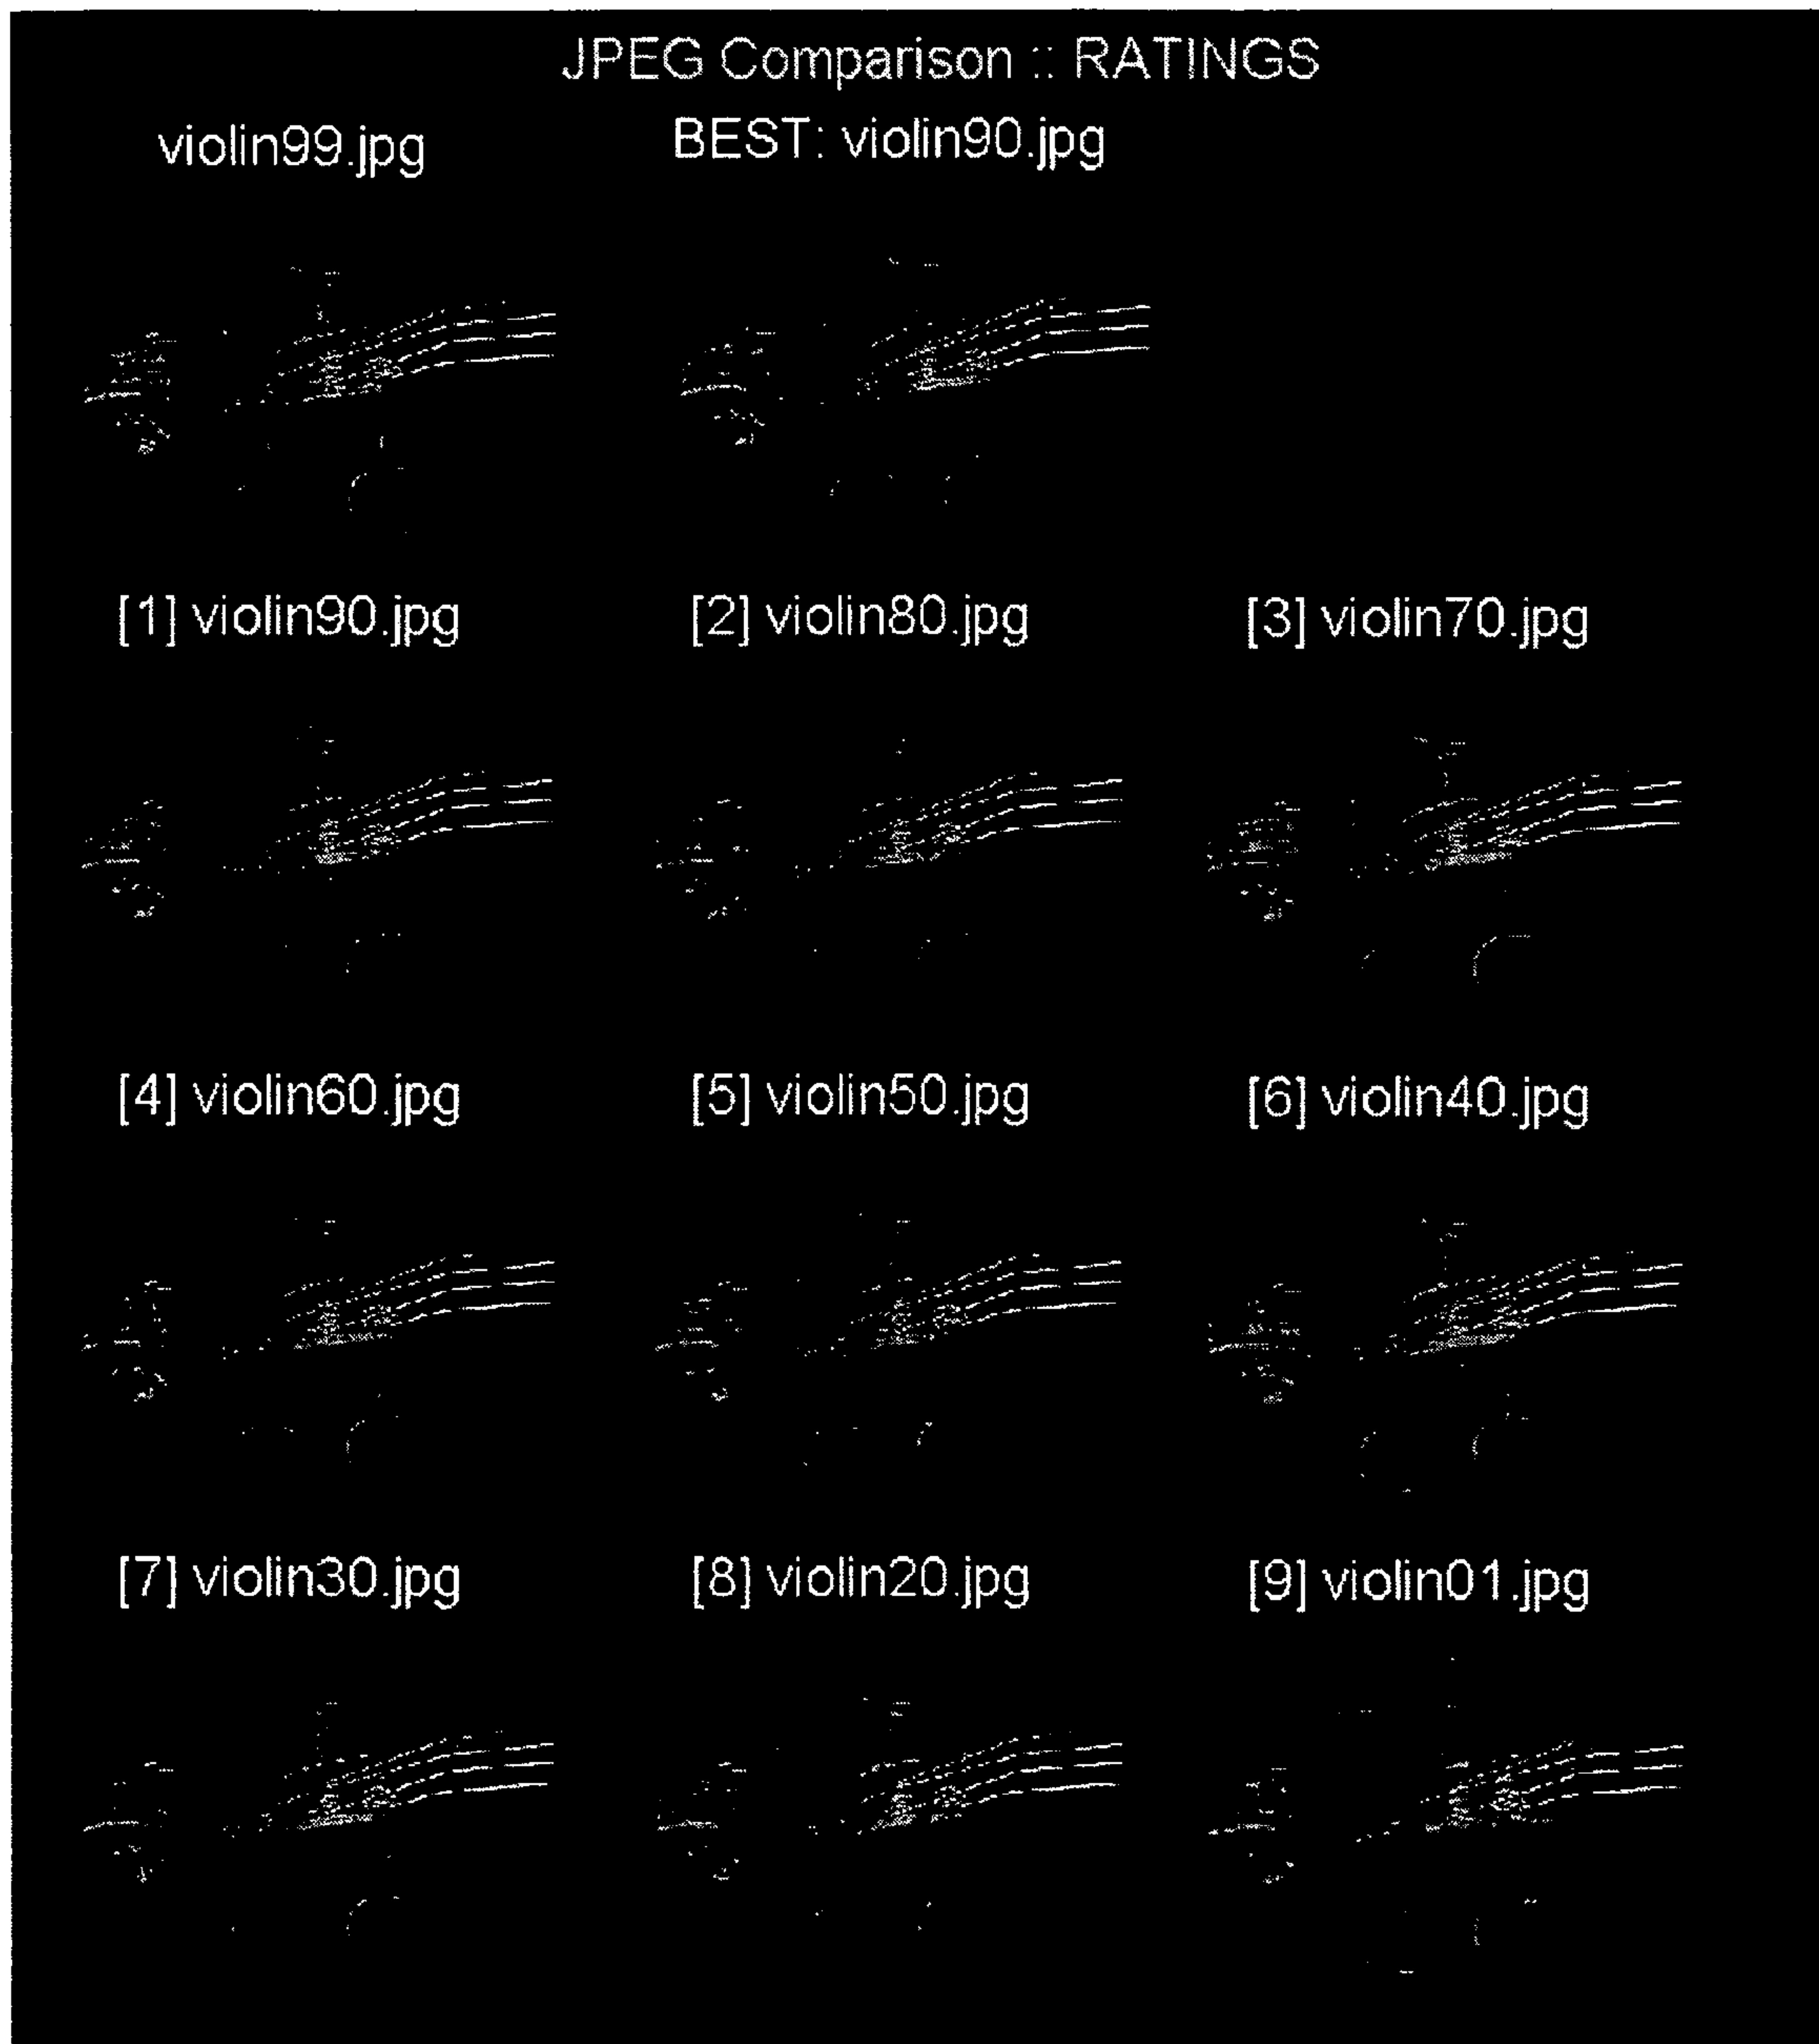 JPEG Comparison :: RATINGS
violin99.jpg BEST: violin90.jpg
[1] violin90.jpg [2] violin80.jpg [3] violin70.jpg
[4] violin60.jpg [5] violin50.jpg [6] violin40.jpg
[7] violin30.jpg [8] violin20.jpg [9] violin01.jpg